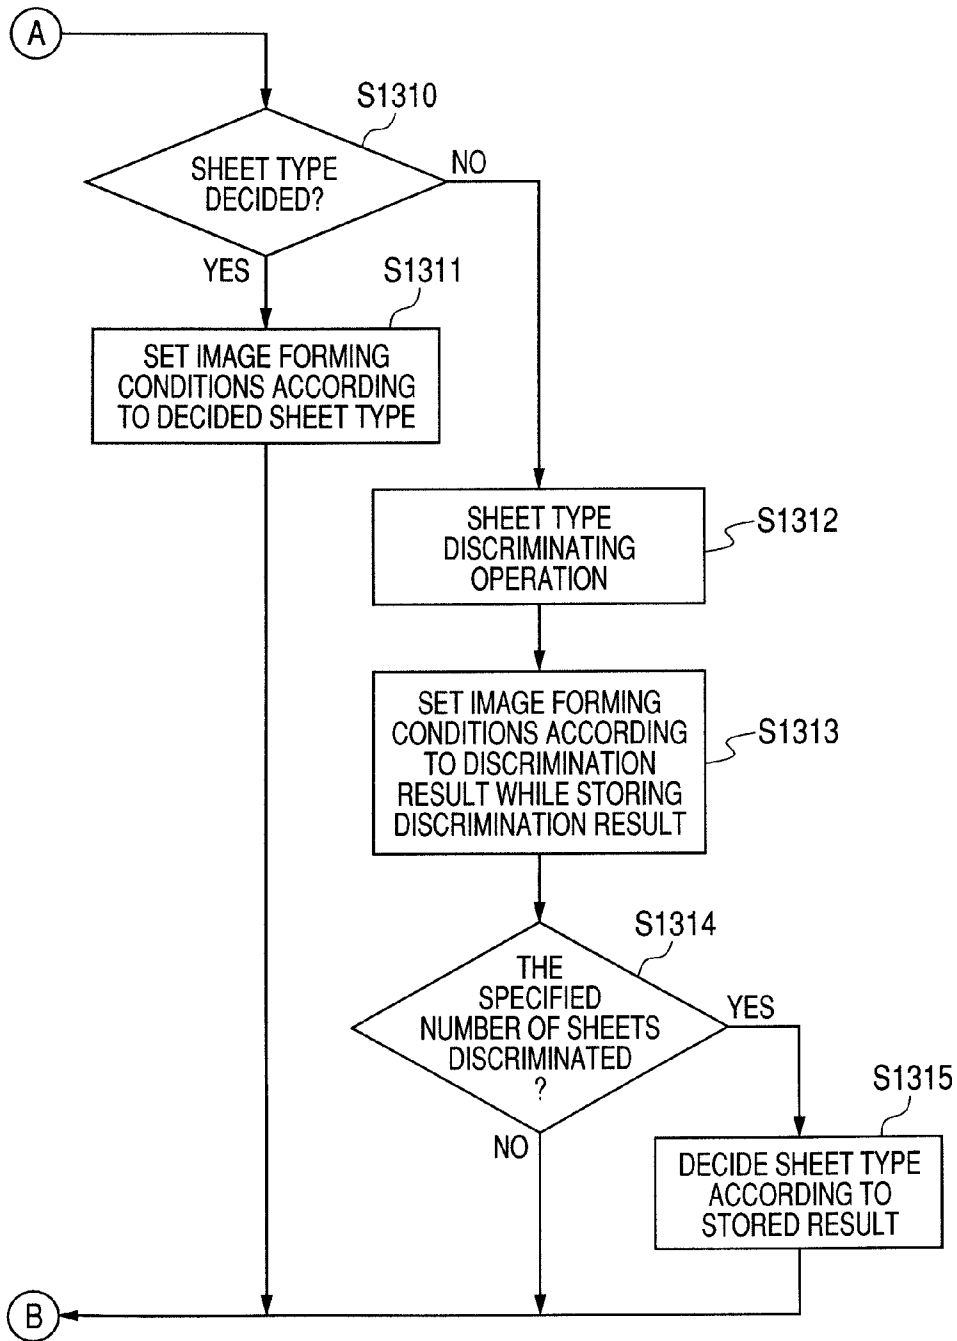 A
S1310
SHEET TYPE
DECIDED?
NO
YES
S1311
SET IMAGE FORMING
CONDITIONS ACCORDING
TO DECIDED SHEET TYPE
SHEET TYPE
DISCRIMINATING
OPERATION
S1312
SET IMAGE FORMING
CONDITIONS ACCORDING
TO DISCRIMINATION
RESULT WHILE STORING
DISCRIMINATION RESULT
S1313
S1314
THE
SPECIFIED
NUMBER OF SHEETS
DISCRIMINATED
?
YES
NO
S1315
DECIDE SHEET TYPE
ACCORDING TO
STORED RESULT
B